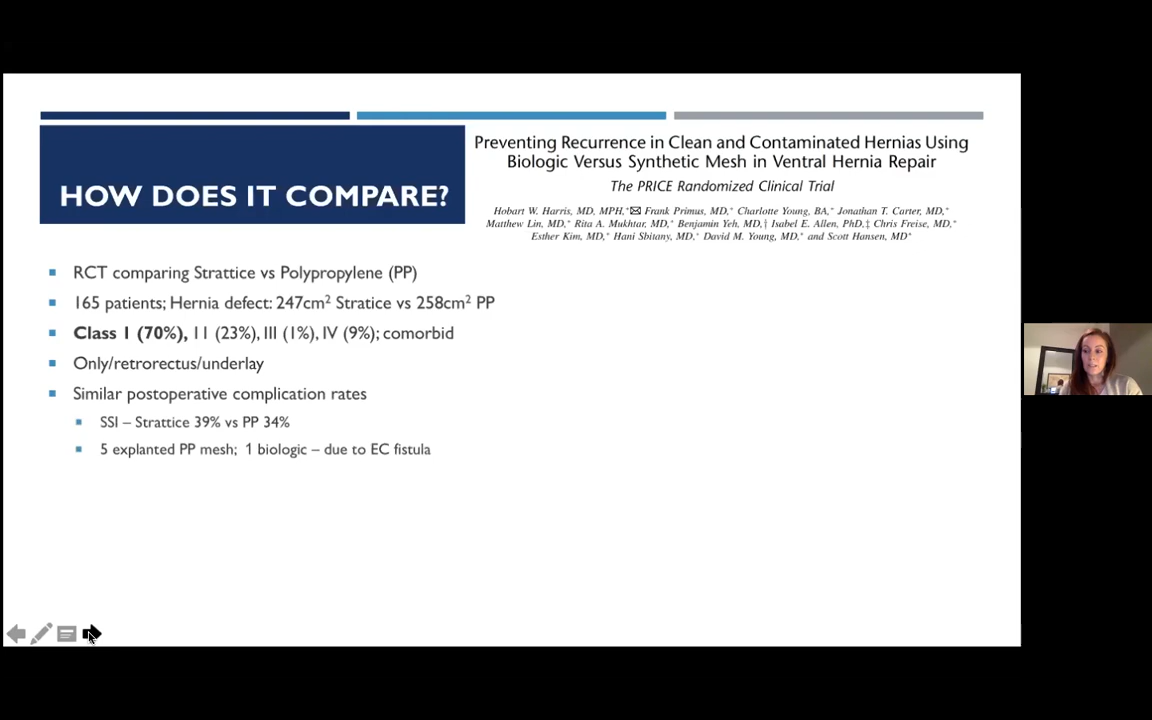 HOW DOES IT COMPARE?
Preventing Recurrence in Clean and Contaminated Hernias Using
Biologic Versus Synthetic Mesh in Ventral Hernia Repair
The PRICE Randomized Clinical Trial
Hobart W. Harris, MD, MPH,*✉ Frank Primus, MD,* Charlotte Young, BA,* Jonathan T. Carter, MD,*
Matthew Lin, MD,* Rita A. Mukhtar, MD,* Benjamin Yeh, MD,† Isabel E. Allen, PhD,‡ Chris Freise, MD,*
Esther Kim, MD,* Hani Sbitany, MD,* David M. Young, MD,* and Scott Hansen, MD*
RCT comparing Strattice vs Polypropylene (PP)
165 patients; Hernia defect: 247cm² Stratice vs 258cm² PP
Class 1 (70%), 11 (23%), III (1%), IV (9%); comorbid
Only/retrorectus/underlay
Similar postoperative complication rates
SSI – Strattice 39% vs PP 34%
5 explanted PP mesh; 1 biologic – due to EC fistula